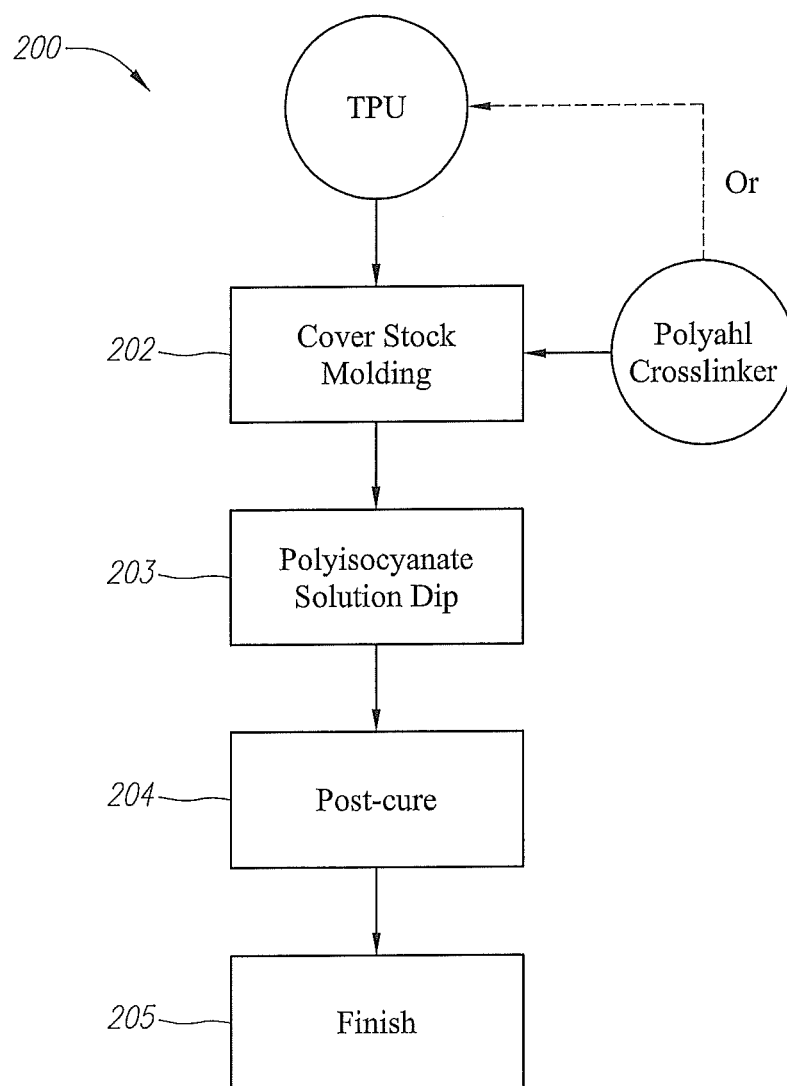 200
TPU
Or
202
Cover Stock
Molding
Polyahl
Crosslinker
203
Polyisocyanate
Solution Dip
204
Post-cure
205
Finish